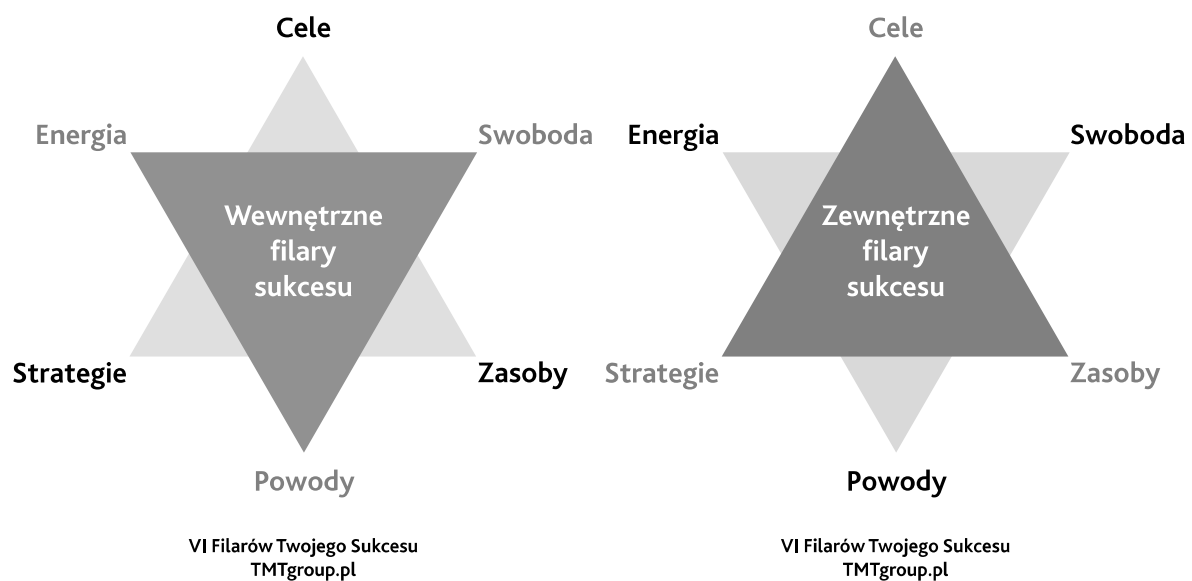 Cele
Energia
Swoboda
Wewnętrzne
filary
sukcesu
Strategie
Zasoby
Powody
VI Filarów Twojego Sukcesu
TMTgroup.pl
Cele
Energia
Swoboda
Zewnętrzne
filary
sukcesu
Strategie
Zasoby
Powody
VI Filarów Twojego Sukcesu
TMTgroup.pl